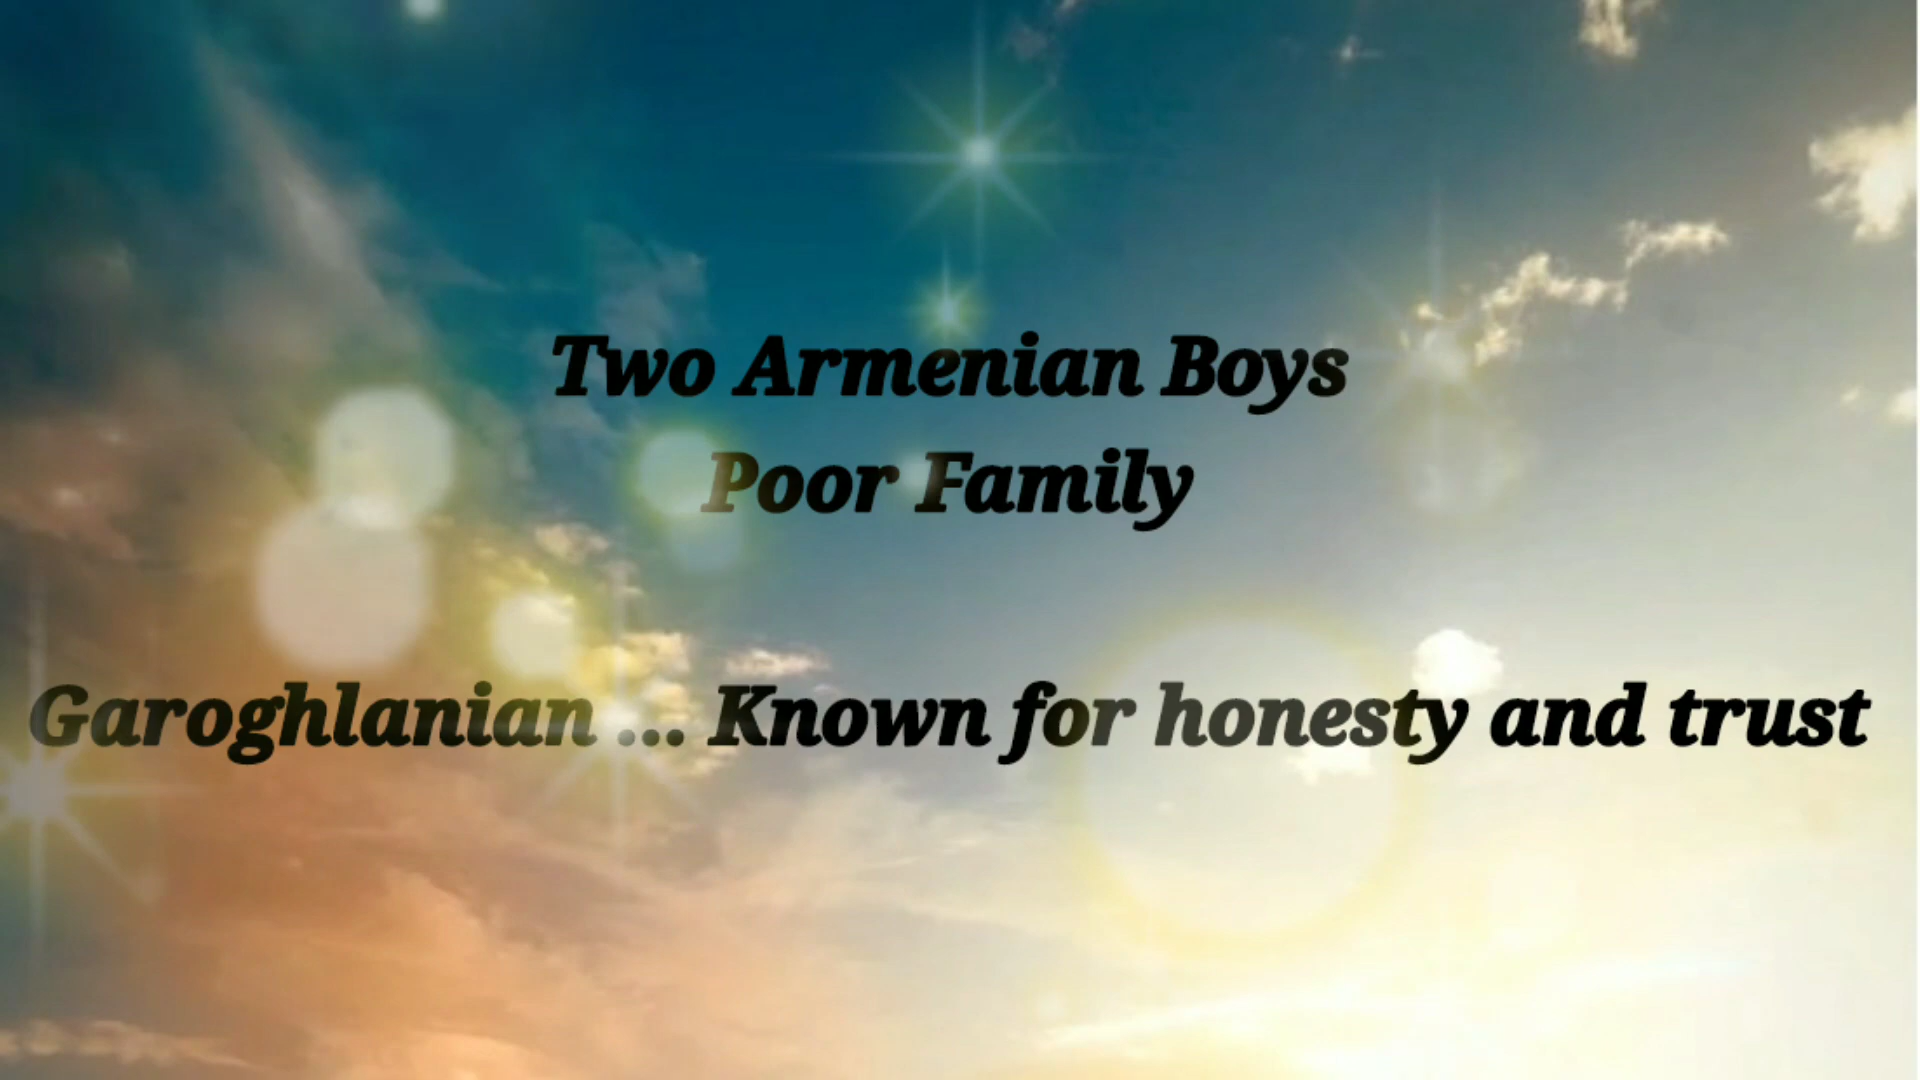 Two Armenian Boys
Poor Family
Garoghlanian ... Known for honesty and trust